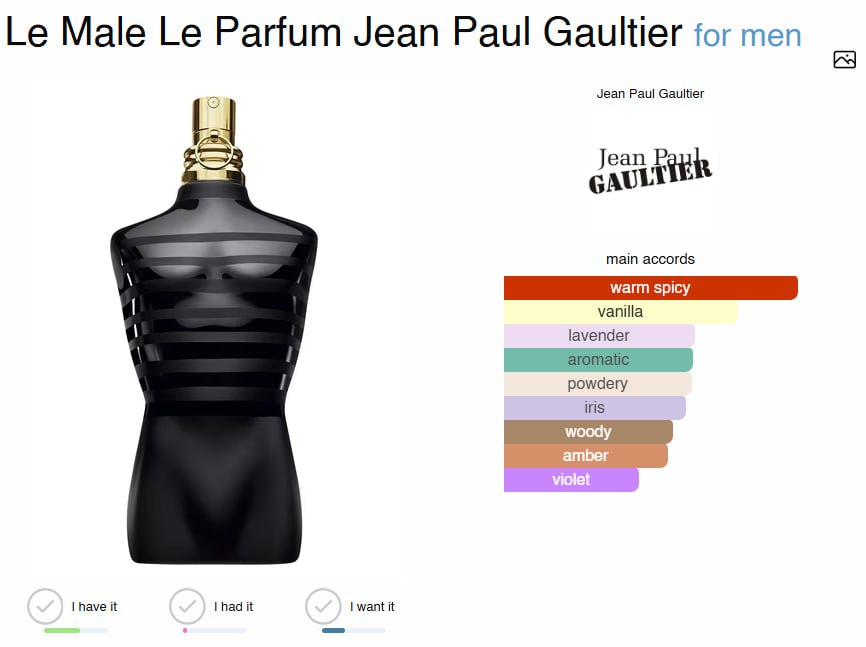 Le Male Le Parfum Jean Paul Gaultier for men
Jean Paul Gaultier
Jean Paul
GAULTIER
main accords
warm spicy
vanilla
lavender
aromatic
powdery
iris
woody
amber
violet
I have it
I had it
I want it